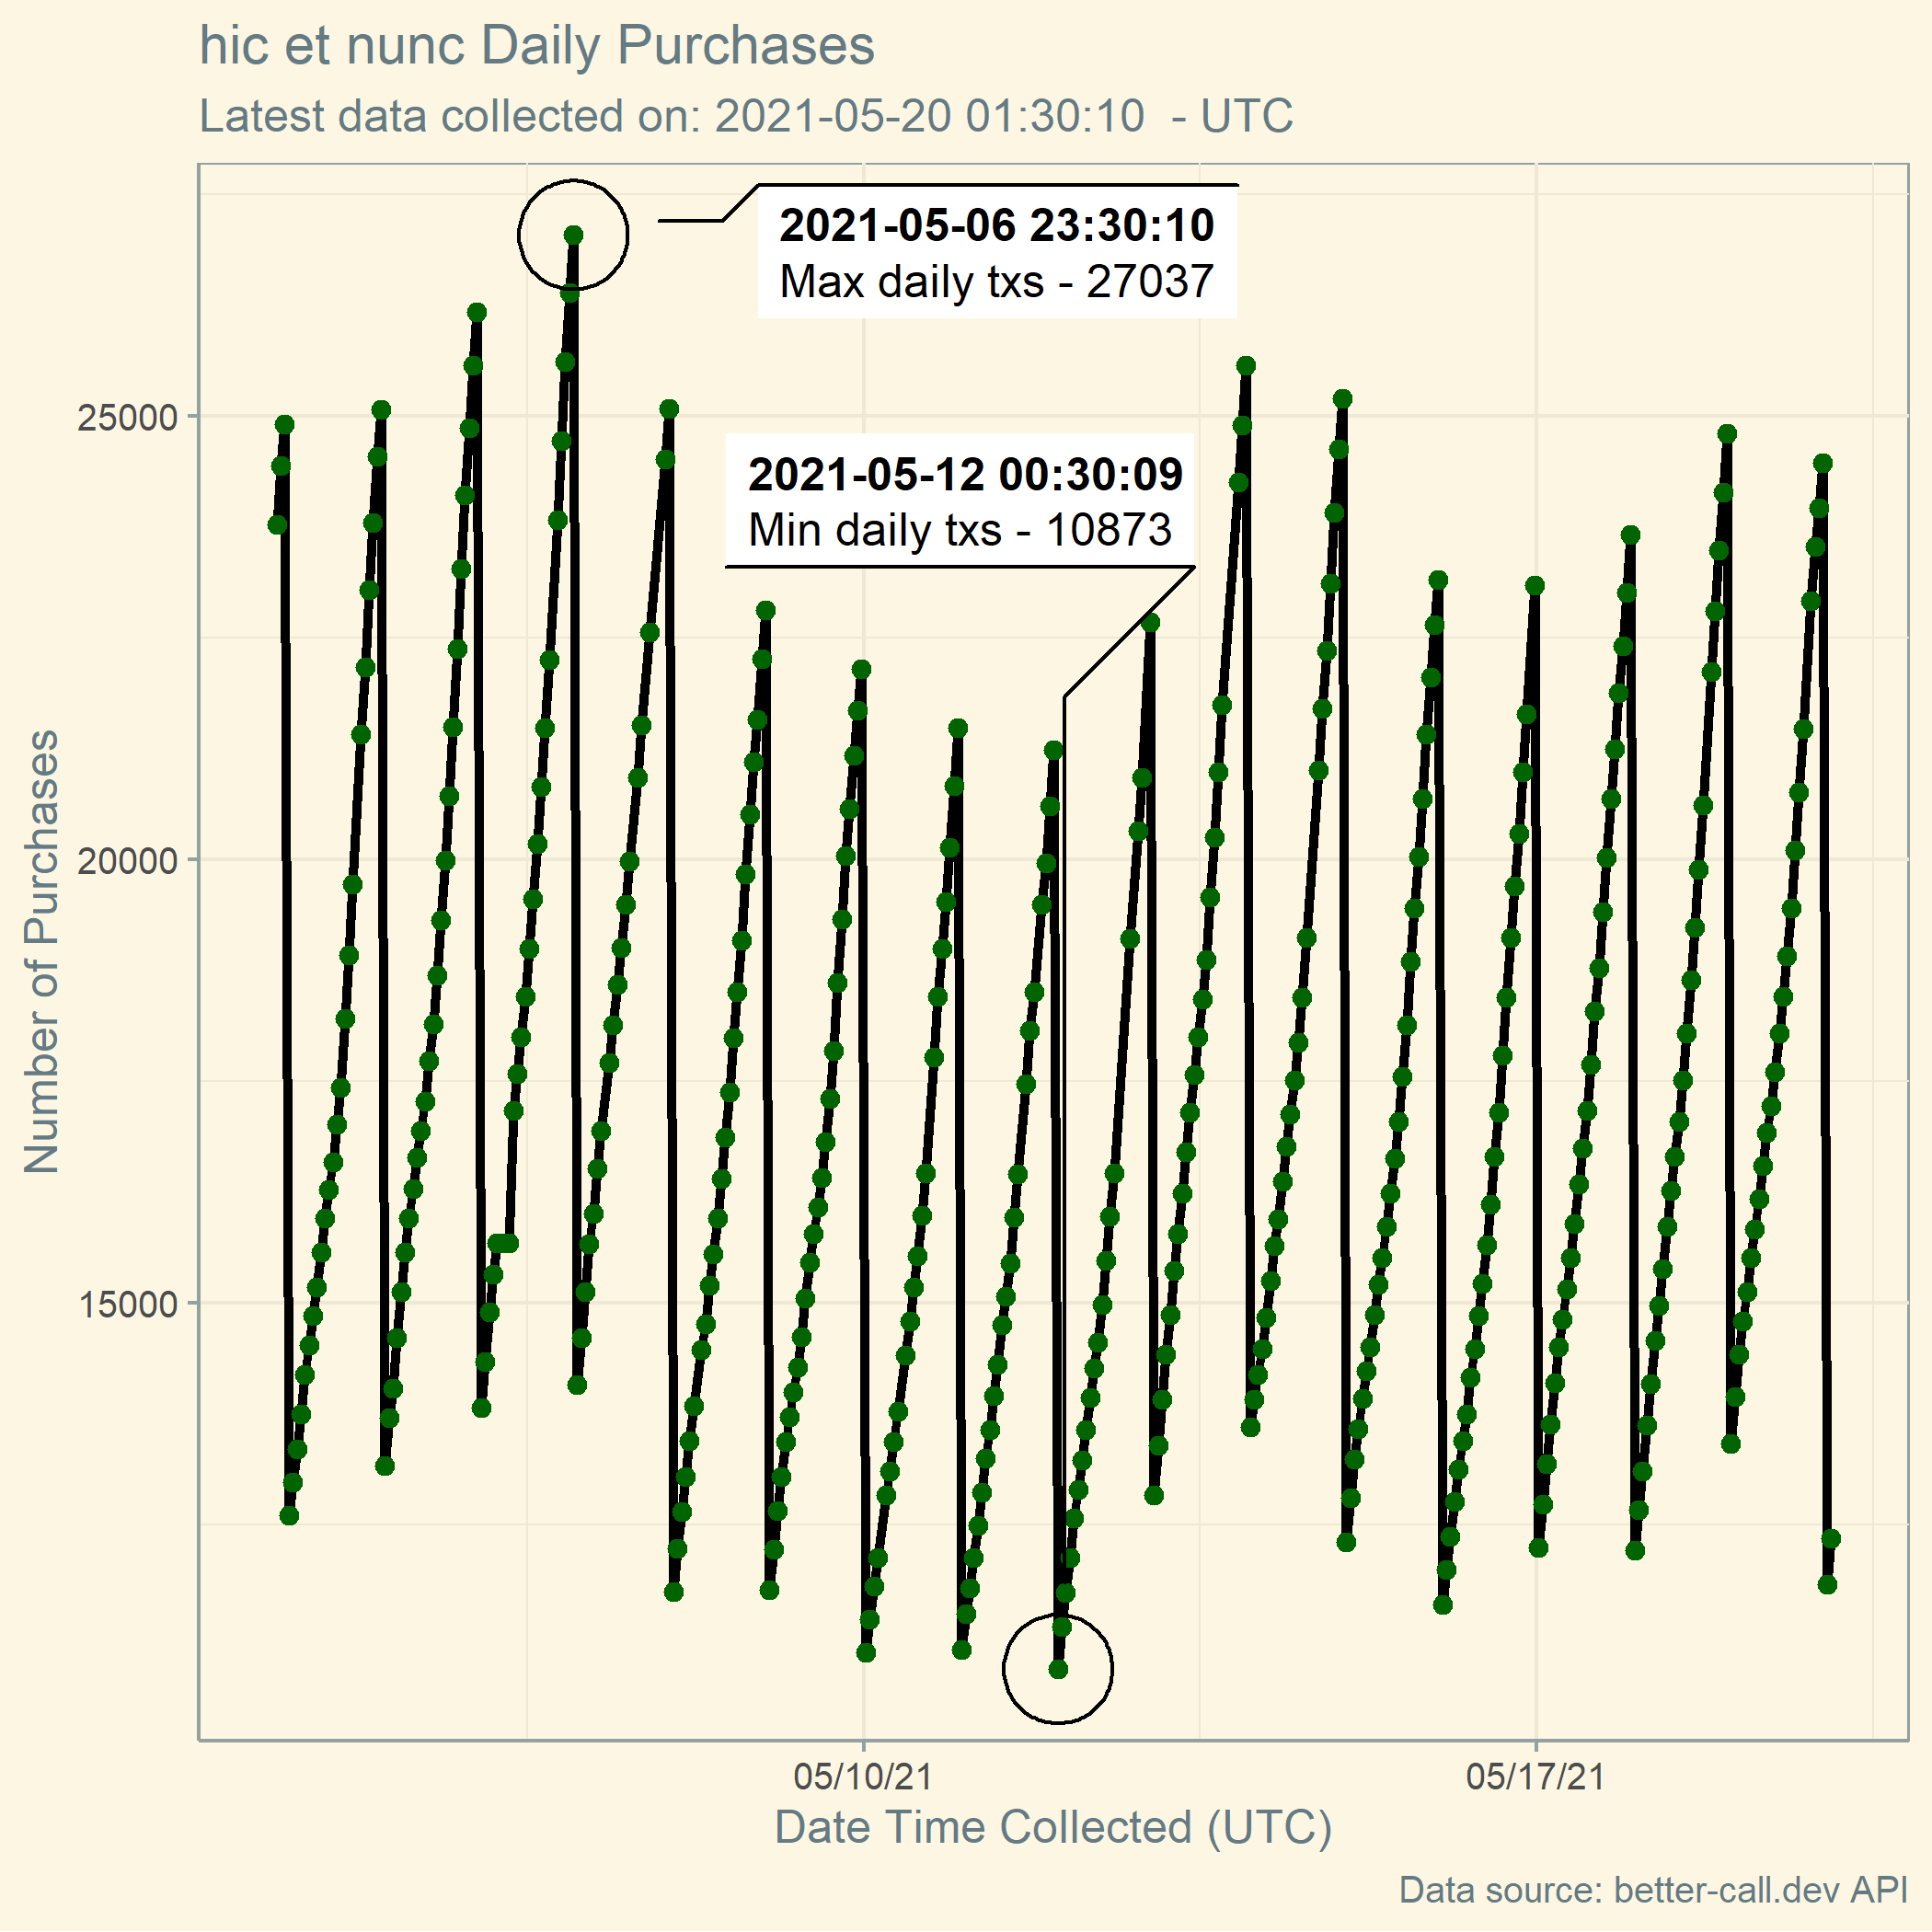 hic et nunc Daily Purchases
Latest data collected on: 2021-05-20 01:30:10  - UTC
2021-05-06 23:30:10
Max daily txs - 27037
2021-05-12 00:30:09
Min daily txs - 10873
25000
20000
15000
Number of Purchases
05/10/21
05/17/21
Date Time Collected (UTC)
Data source: better-call.dev API